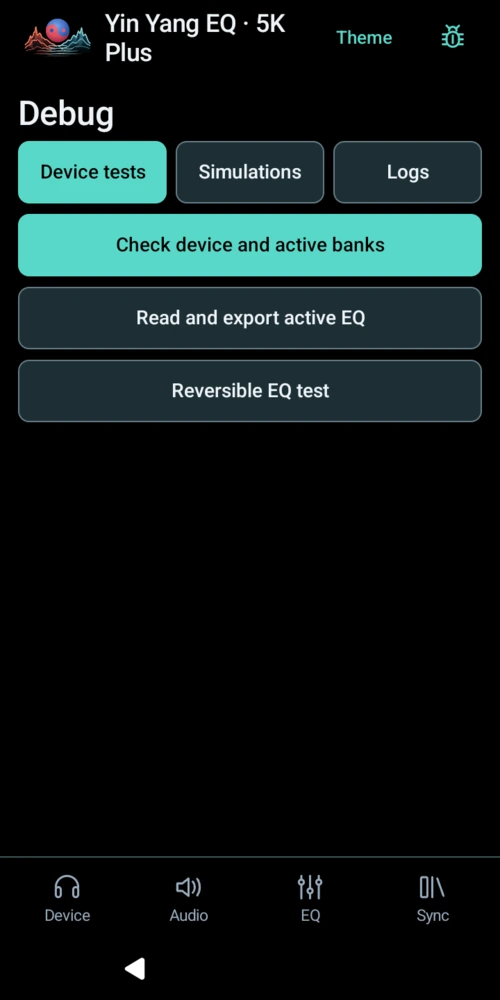 Yin Yang EQ · 5K
Plus
Theme
Debug
Device tests
Simulations
Logs
Check device and active banks
Read and export active EQ
Reversible EQ test
Device
Audio
EQ
Sync